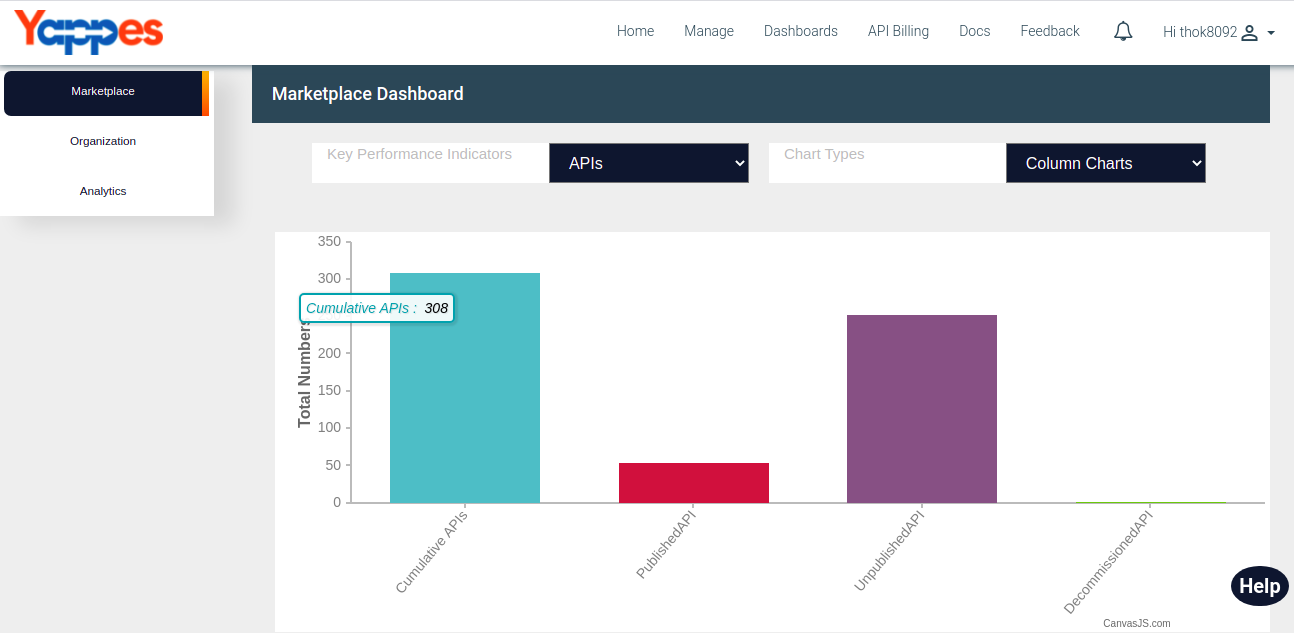 Yappes
Home Manage Dashboards API Billing Docs Feedback Hi thok8092
Marketplace
Organization
Analytics
Marketplace Dashboard
Key Performance Indicators APIs Chart Types Column Charts
350
300
200
150
100
50
0
Total Numbers
Cumulative APIs : 308
Cumulative APIs
PublishedAPI
UnpublishedAPI
DecommissionedAPI
CanvasJS.com
Help